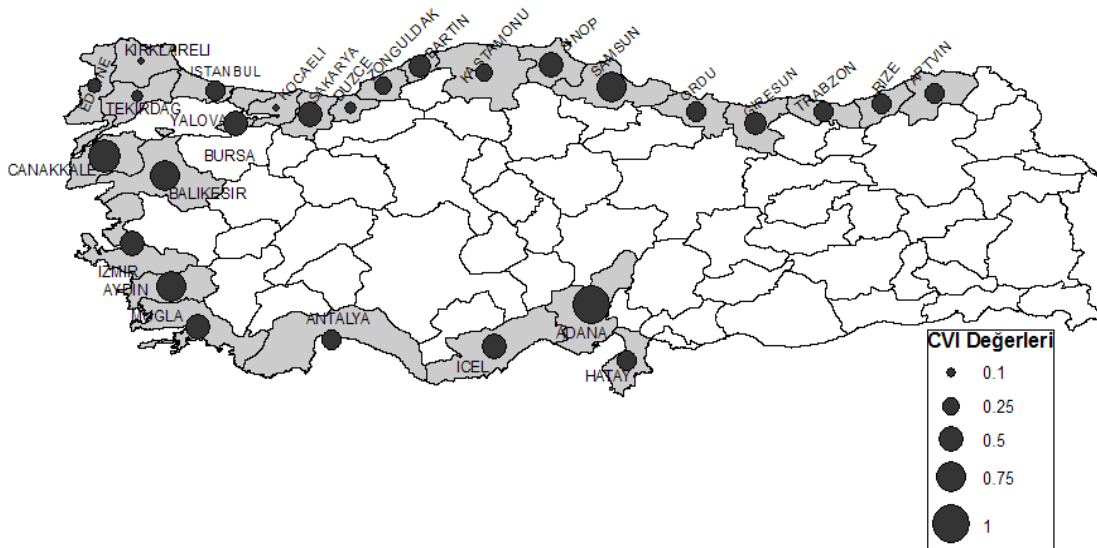 KIRKLARELI
EDIRNE
ISTANBUL
TEKIRDAG
YALOVA
KOCAELI
SAKARYA
DUZCE
ZONGULDAK
BARTIN
KASTAMONU
SINOP
SAMSUN
ORDU
GIRESUN
TRABZON
RIZE
ARTVIN
CANAKKALE
BURSA
BALIKESIR
IZMIR
AYDIN
MUGLA
ANTALYA
ICEL
ADANA
HATAY
CVI Değerleri
0.1
0.25
0.5
0.75
1